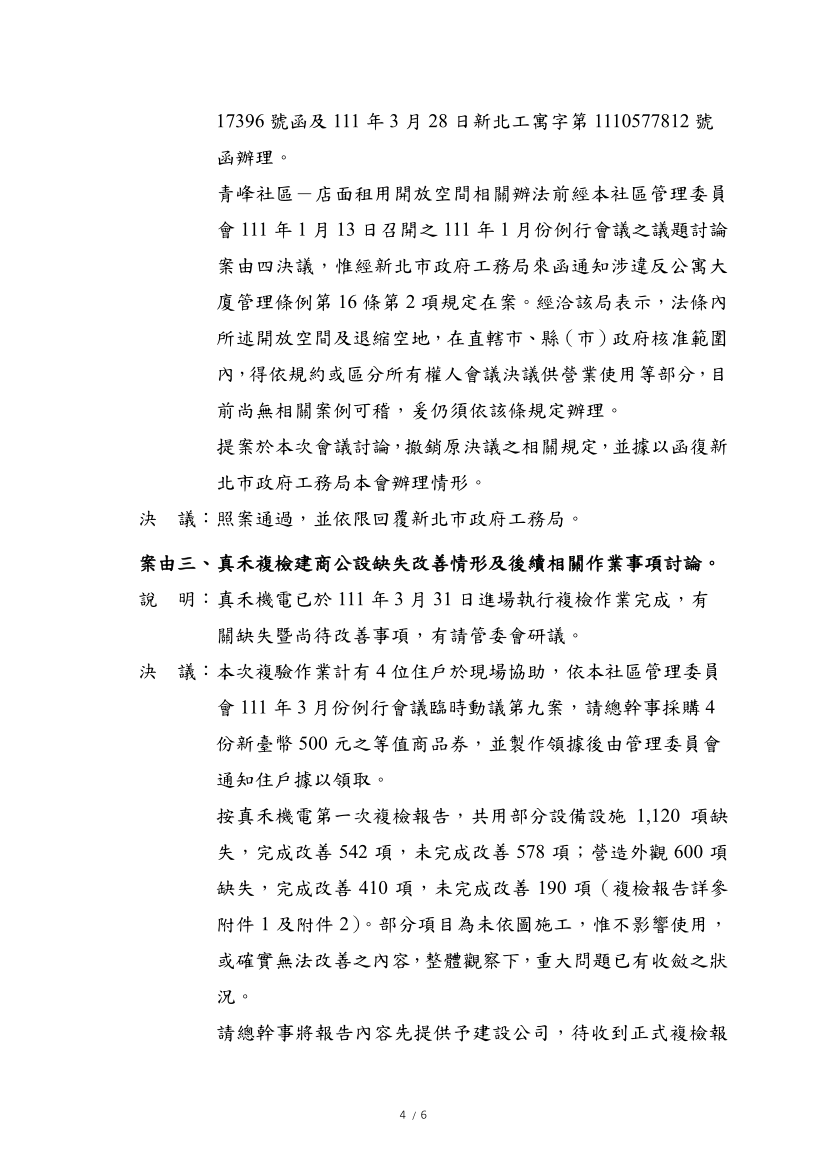 17396 號函及 111 年 3 月 28 日新北工寓字第 1110577812 號
函辦理。
青峰社區－店面租用開放空間相關辦法前經本社區管理委員
會 111 年 1 月 13 日召開之 111 年 1 月份例行會議之議題討論
案由四決議，惟經新北市政府工務局來函通知涉違反公寓大
廈管理條例第 16 條第 2 項規定在案。經洽該局表示，法條內
所述開放空間及退縮空地，在直轄市、縣（市）政府核准範圍
內，得依規約或區分所有權人會議決議供營業使用等部分，目
前尚無相關案例可稽，爰仍須依該條規定辦理。
提案於本次會議討論，撤銷原決議之相關規定，並據以函復新
北市政府工務局本會辦理情形。
決　議：照案通過，並依限回覆新北市政府工務局。
案由三、真禾複檢建商公設缺失改善情形及後續相關作業事項討論。
說　明：真禾機電已於 111 年 3 月 31 日進場執行複檢作業完成，有
關缺失暨尚待改善事項，有請管委會研議。
決　議：本次複驗作業計有 4 位住戶於現場協助，依本社區管理委員
會 111 年 3 月份例行會議臨時動議第九案，請總幹事採購 4
份新臺幣 500 元之等值商品券，並製作領據後由管理委員會
通知住戶據以領取。
按真禾機電第一次複檢報告，共用部分設備設施 1,120 項缺
失，完成改善 542 項，未完成改善 578 項；營造外觀 600 項
缺失，完成改善 410 項，未完成改善 190 項（複檢報告詳參
附件 1 及附件 2）。部分項目為未依圖施工，惟不影響使用，
或確實無法改善之內容，整體觀察下，重大問題已有收斂之狀
況。
請總幹事將報告內容先提供予建設公司，待收到正式複檢報
4 / 6